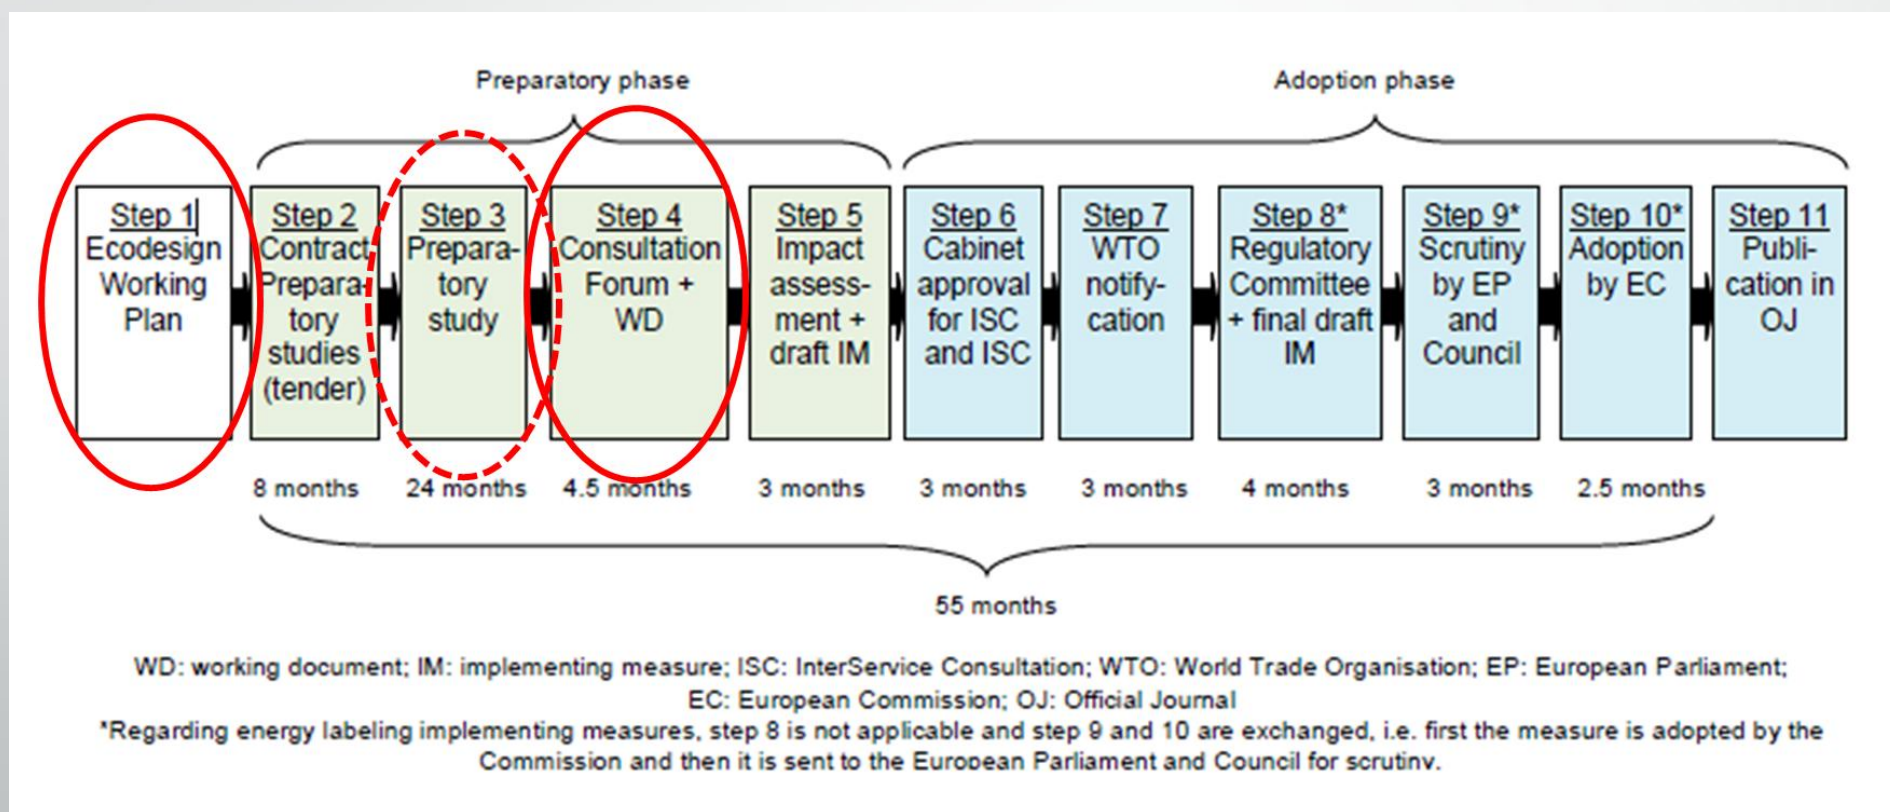 Preparatory phase
Adoption phase
Step 1
Ecodesign
Working
Plan
Step 2
Contract
Prepara-
tory
studies
(tender)
Step 3
Prepara-
tory
study
Step 4
Consultation
Forum +
WD
Step 5
Impact
assess-
ment +
draft IM
Step 6
Cabinet
approval
for ISC
and ISC
Step 7
WTO
notify-
cation
Step 8*
Regulatory
Committee
+ final draft
IM
Step 9*
Scrutiny
by EP
and
Council
Step 10*
Adoption
by EC
Step 11
Publi-
cation in
OJ
8 months
24 months
4.5 months
3 months
3 months
3 months
4 months
3 months
2.5 months
55 months
WD: working document; IM: implementing measure; ISC: InterService Consultation; WTO: World Trade Organisation; EP: European Parliament;
EC: European Commission; OJ: Official Journal
*Regarding energy labeling implementing measures, step 8 is not applicable and step 9 and 10 are exchanged, i.e. first the measure is adopted by the
Commission and then it is sent to the European Parliament and Council for scrutiny.